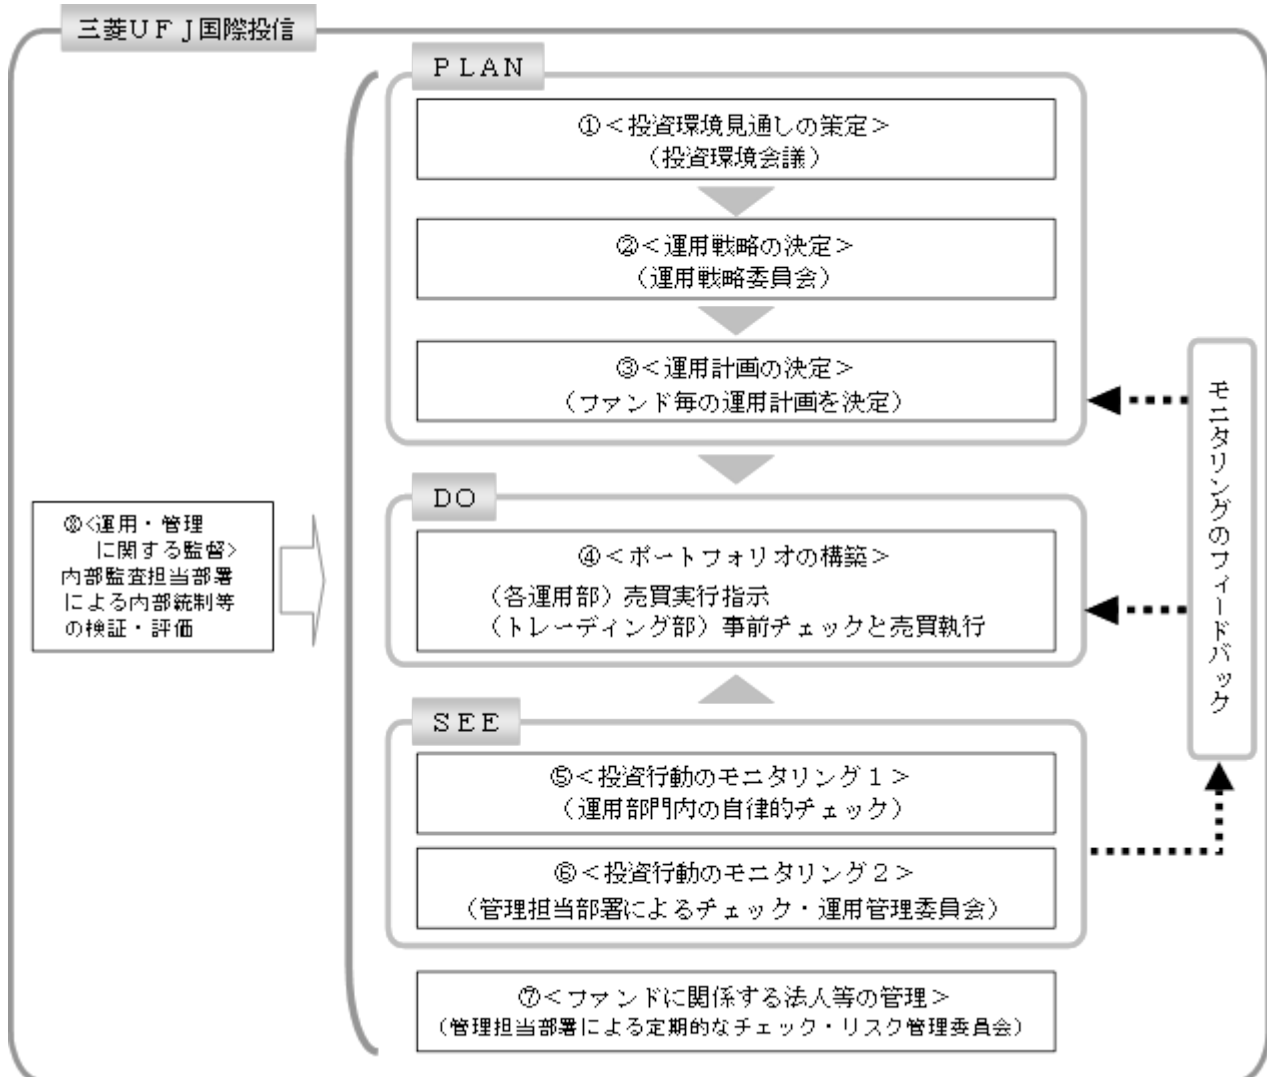 三菱ＵＦＪ国際投信
ＰＬＡＮ
①＜投資環境見通しの策定＞
（投資環境会議）
②＜運用戦略の決定＞
（運用戦略委員会）
③＜運用計画の決定＞
（ファンド毎の運用計画を決定）
ＤＯ
④＜ポートフォリオの構築＞
（各運用部）売買実行指示
（トレーディング部）事前チェックと売買執行
ＳＥＥ
⑤＜投資行動のモニタリング１＞
（運用部門内の自律的チェック）
⑥＜投資行動のモニタリング２＞
（管理担当部署によるチェック・運用管理委員会）
⑦＜ファンドに関係する法人等の管理＞
（管理担当部署による定期的なチェック・リスク管理委員会）
⑧＜運用・管理
に関する監督＞
内部監査担当部署
による内部統制等
の検証・評価
モニタリングのフィードバック